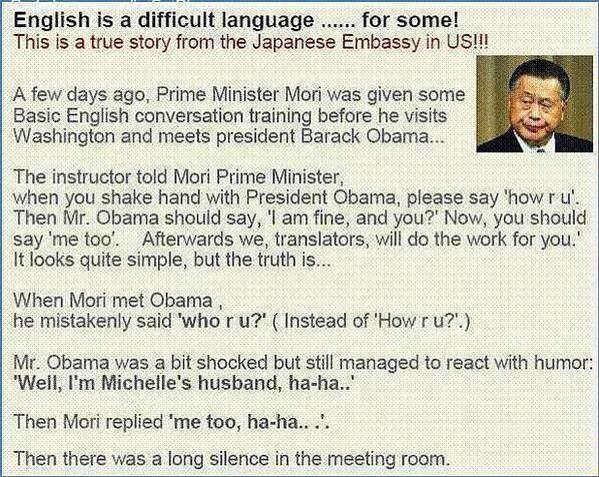 English is a difficult language ...... for some!
This is a true story from the Japanese Embassy in US!!!
A few days ago, Prime Minister Mori was given some
Basic English conversation training before he visits
Washington and meets president Barack Obama...
The instructor told Mori Prime Minister,
when you shake hand with President Obama, please say 'how r u'.
Then Mr. Obama should say, 'I am fine, and you?' Now, you should
say 'me too'. Afterwards we, translators, will do the work for you.'
It looks quite simple, but the truth is...
When Mori met Obama ,
he mistakenly said 'who r u?' ( Instead of 'How r u?'.)
Mr. Obama was a bit shocked but still managed to react with humor:
'Well, I'm Michelle's husband, ha-ha..'
Then Mori replied 'me too, ha-ha.. .'.
Then there was a long silence in the meeting room.